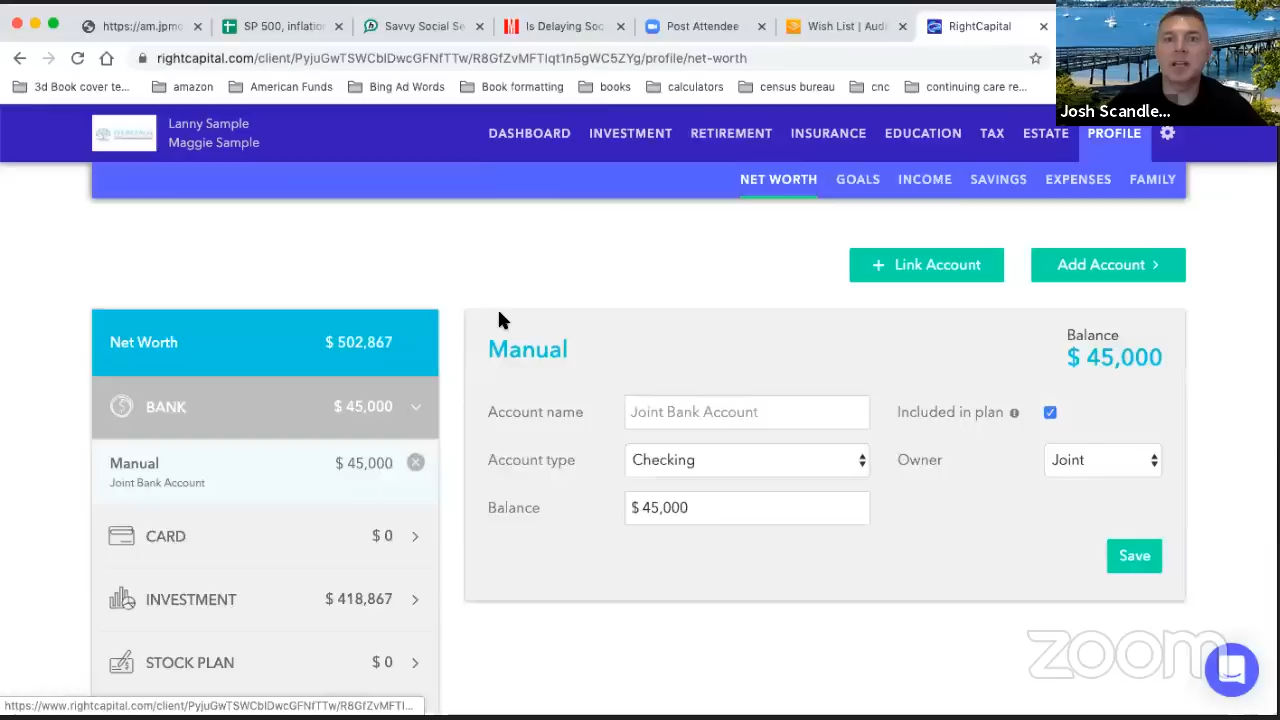 https://am.jpmc
SP 500, inflation
Savvy Social Se
Is Delaying Soc
Post Attendee
Wish List | Audi
RightCapital
rightcapital.com/client/PyjuGwTSWCbIDwcGFNfTTw/R8GfZvMFTIqt1n5gWC5ZYg/profile/net-worth
3d Book cover te...
amazon
American Funds
Bing Ad Words
Book formatting
books
calculators
census bureau
cnc
continuing care re...
Josh Scandle...
Lanny Sample
Maggie Sample
DASHBOARD
INVESTMENT
RETIREMENT
INSURANCE
EDUCATION
TAX
ESTATE
PROFILE
NET WORTH
GOALS
INCOME
SAVINGS
EXPENSES
FAMILY
+ Link Account
Add Account >
Net Worth $ 502,867
BANK $ 45,000
Manual $ 45,000
Joint Bank Account
CARD $ 0
INVESTMENT $ 418,867
STOCK PLAN $ 0
Manual
Balance
$ 45,000
Account name Joint Bank Account
Included in plan
Account type Checking
Owner Joint
Balance $ 45,000
Save
zoom
https://www.rightcapital.com/client/PyjuGwTSWCbIDwcGFNfTTw/R8GfZvMFTI...